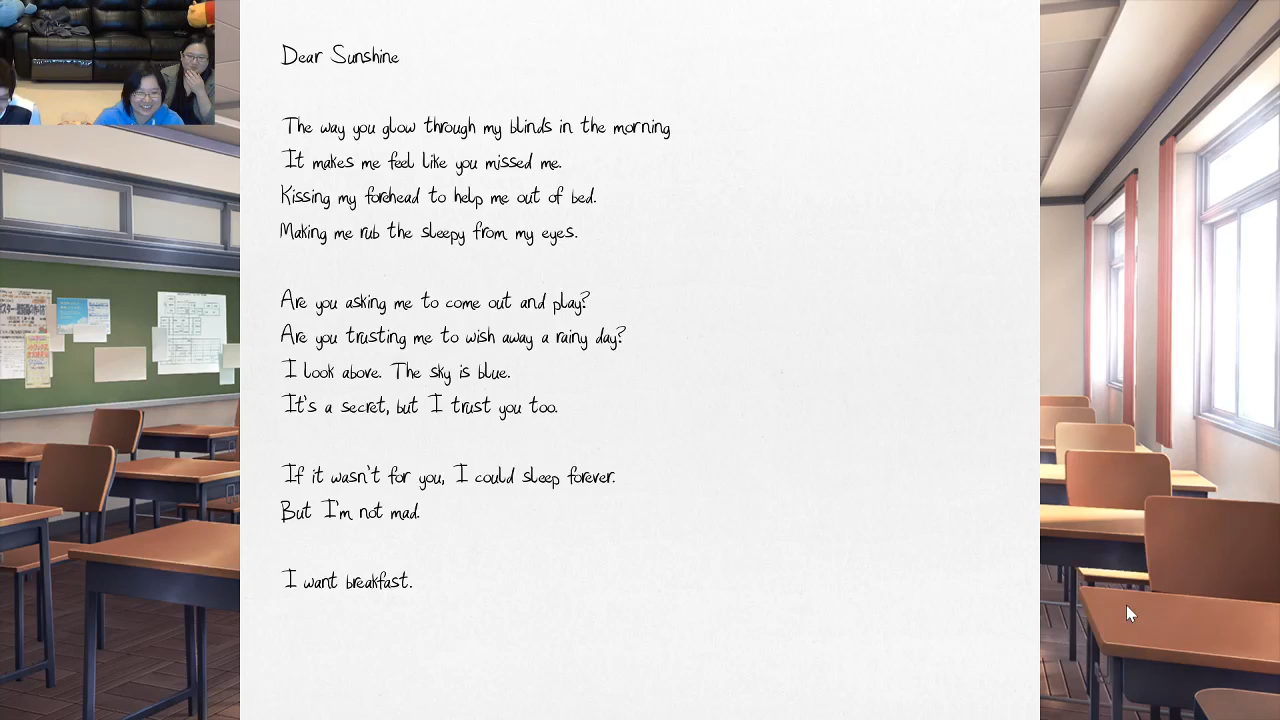 Dear Sunshine
The way you glow through my blinds in the morning
It makes me feel like you missed me.
Kissing my forehead to help me out of bed.
Making me rub the sleepy from my eyes.
Are you asking me to come out and play?
Are you trusting me to wish away a rainy day?
I look above. The sky is blue.
It's a secret, but I trust you too.
If it wasn't for you, I could sleep forever.
But I'm not mad.
I want breakfast.